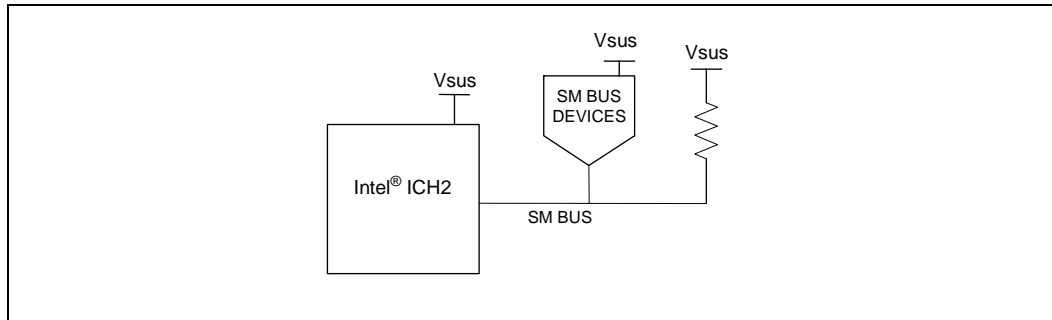 Vsus
Vsus
Vsus
SM BUS
DEVICES
Intel® ICH2
SM BUS